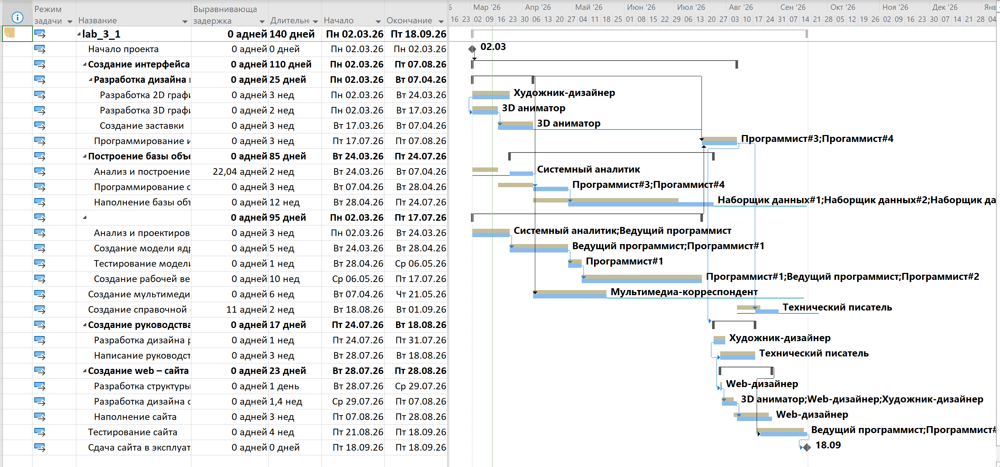 Режим задачи Название Выравнивающа задержка Длительн Начало Окончание
6 Мар '26 Апр '26 Май '26 Июн '26 Июл '26 Авг '26 Сен '26 Окт '26 Ноя '26 Дек '26 Янв
16 23 02 09 16 23 30 06 13 20 27 04 11 18 25 01 08 15 22 29 06 13 20 27 03 10 17 24 31 07 14 21 28 05 12 19 26 02 09 16 23 30 07 14 21 28 04
lab_3_1 0 адней 140 дней Пн 02.03.26 Пт 18.09.26
Начало проекта 0 адней 0 дней Пн 02.03.26 Пн 02.03.26 02.03
Создание интерфейса 0 адней 110 дней Пн 02.03.26 Пт 07.08.26
Разработка дизайна 0 адней 25 дней Пн 02.03.26 Вт 07.04.26
Разработка 2D графи 0 адней 3 нед Пн 02.03.26 Вт 24.03.26 Художник-дизайнер
Разработка 3D графи 0 адней 2 нед Пн 02.03.26 Вт 17.03.26 3D аниматор
Создание заставки 0 адней 3 нед Вт 17.03.26 Вт 07.04.26 3D аниматор
Программирование и 0 адней 3 нед Пт 17.07.26 Пт 07.08.26 Программист#3;Прогаммист#4
Построение базы объе 0 адней 85 дней Вт 24.03.26 Пт 24.07.26
Анализ и построение 22,04 адней 2 нед Вт 24.03.26 Вт 07.04.26 Системный аналитик
Программирование с 0 адней 3 нед Вт 07.04.26 Вт 28.04.26 Программист#3;Прогаммист#4
Наполнение базы объ 0 адней 12 нед Вт 28.04.26 Пт 24.07.26 Наборщик данных#1;Наборщик данных#2;Наборщик да
0 адней 95 дней Пн 02.03.26 Пт 17.07.26
Анализ и проектиров 0 адней 3 нед Пн 02.03.26 Вт 24.03.26 Системный аналитик;Ведущий программист
Создание модели ядр 0 адней 5 нед Вт 24.03.26 Вт 28.04.26 Ведущий программист;Программист#1
Тестирование модели 0 адней 1 нед Вт 28.04.26 Ср 06.05.26 Программист#1
Создание рабочей ве 0 адней 10 нед Ср 06.05.26 Пт 17.07.26 Программист#1;Ведущий программист;Программист#2
Создание мультимеди 0 адней 6 нед Вт 07.04.26 Чт 21.05.26 Мультимедиа-корреспондент
Создание справочной 11 адней 2 нед Вт 18.08.26 Вт 01.09.26 Технический писатель
Создание руководства 0 адней 17 дней Пт 24.07.26 Вт 18.08.26
Разработка дизайна р 0 адней 1 нед Пт 24.07.26 Пт 31.07.26 Художник-дизайнер
Написание руководст 0 адней 3 нед Вт 28.07.26 Вт 18.08.26 Технический писатель
Создание web – сайта 0 адней 23 дней Вт 28.07.26 Пт 28.08.26
Разработка структуры 0 адней 1 день Вт 28.07.26 Ср 29.07.26 Web-дизайнер
Разработка дизайна с 0 адней 1,4 нед Ср 29.07.26 Пт 07.08.26 3D аниматор;Web-дизайнер;Художник-дизайнер
Наполнение сайта 0 адней 3 нед Пт 07.08.26 Пт 28.08.26 Web-дизайнер
Тестирование сайта 0 адней 4 нед Пт 21.08.26 Пт 18.09.26 Ведущий программист;Программист#
Сдача сайта в эксплуат 0 адней 0 дней Пт 18.09.26 Пт 18.09.26 18.09